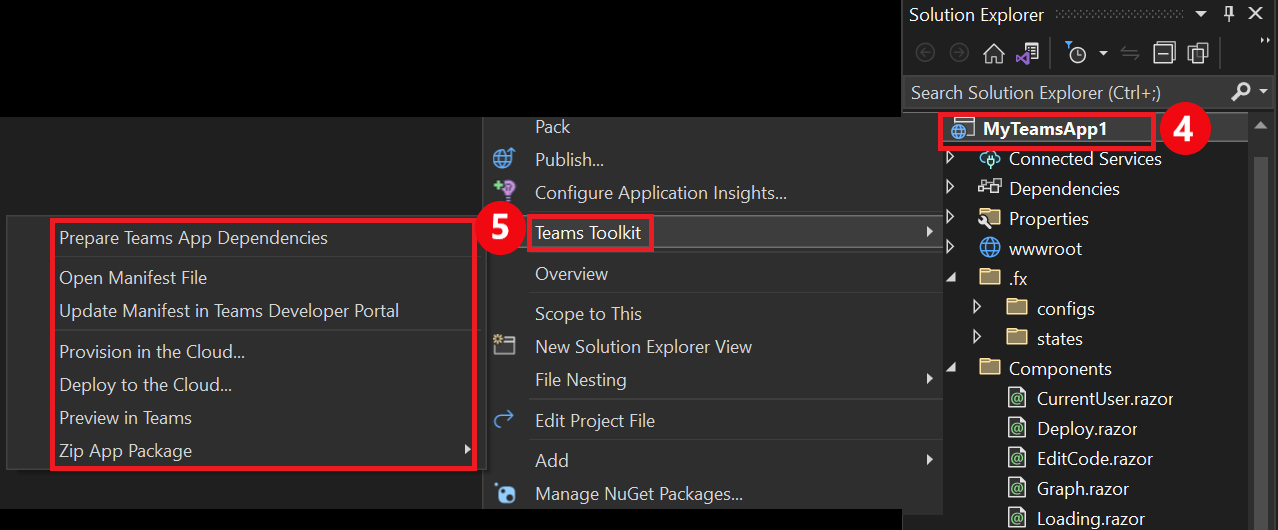 Solution Explorer
Search Solution Explorer (Ctrl+;)
MyTeamsApp1
4
Connected Services
Dependencies
Properties
wwwroot
.fx
configs
states
Components
CurrentUser.razor
Deploy.razor
EditCode.razor
Graph.razor
Loading.razor
Pack
Publish...
Configure Application Insights...
5
Teams Toolkit
Overview
Scope to This
New Solution Explorer View
File Nesting
Edit Project File
Add
Manage NuGet Packages...
Prepare Teams App Dependencies
Open Manifest File
Update Manifest in Teams Developer Portal
Provision in the Cloud...
Deploy to the Cloud...
Preview in Teams
Zip App Package